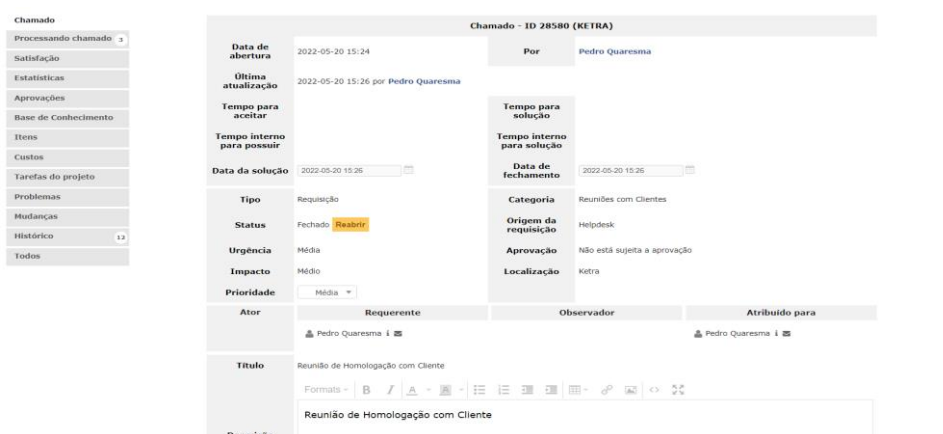 Chamado
Processando chamado 3
Satisfação
Estatísticas
Aprovações
Base de Conhecimento
Itens
Custos
Tarefas do projeto
Problemas
Mudanças
Histórico 12
Todos
Chamado - ID 28580 (KETRA)
Data de abertura 2022-05-20 15:24 Por Pedro Quaresma
Última atualização 2022-05-20 15:26 por Pedro Quaresma
Tempo para aceitar Tempo para solução
Tempo interno para possuir Tempo interno para solução
Data da solução 2022-05-20 15:26 Data de fechamento 2022-05-20 15:26
Tipo Requisição Categoria Reuniões com Clientes
Status Fechado Reabrir Origem da requisição Helpdesk
Urgência Média Aprovação Não está sujeita a aprovação
Impacto Médio Localização Ketra
Prioridade Média
Ator Requerente Observador Atribuído para
Pedro Quaresma i Pedro Quaresma i
Título Reunião de Homologação com Cliente
Formats B I A A
Reunião de Homologação com Cliente